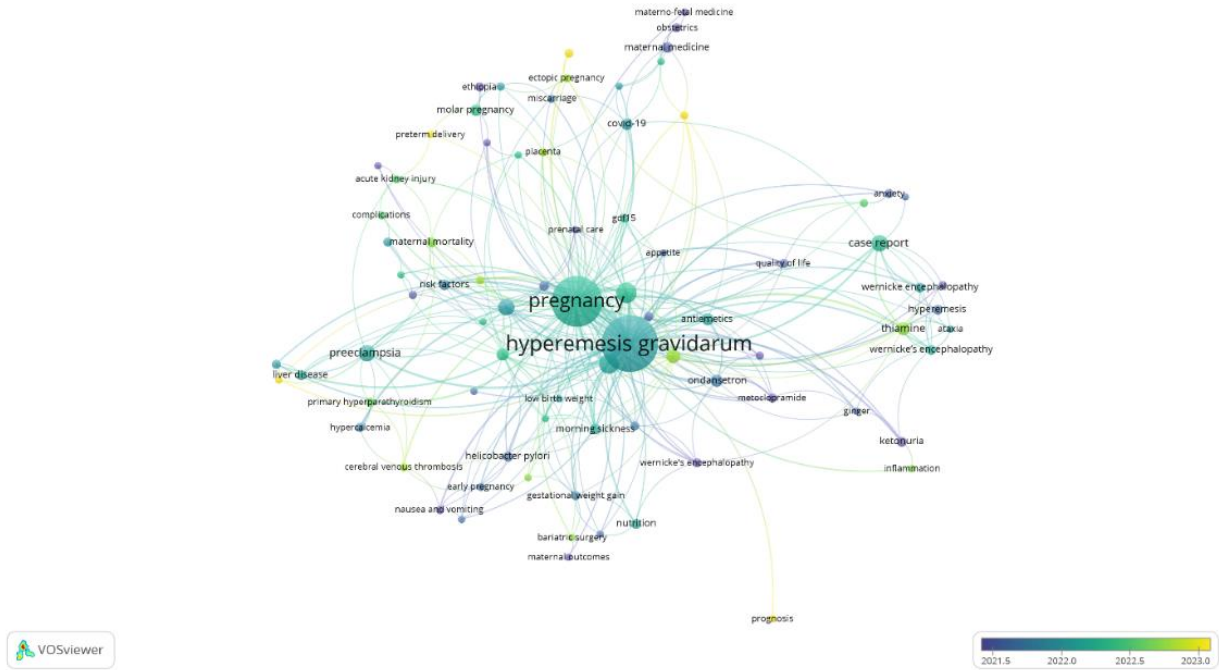 materno-fetal medicine
obstetrics
maternal medicine
ectopic pregnancy
ethiopia
miscarriage
molar pregnancy
covid-19
preterm delivery
placenta
acute kidney injury
anxiety
complications
gdf15
prenatal care
maternal mortality
case report
appetite
quality of life
risk factors
wernicke encephalopathy
pregnancy
hyperemesis
antiemetics
thiamine
ataxia
hyperemesis gravidarum
preeclampsia
wernicke's encephalopathy
liver disease
ondansetron
primary hyperparathyroidism
low birth weight
metoclopramide
ginger
hypercalcemia
morning sickness
ketonuria
helicobacter pylori
wernicke's encephalopathy
cerebral venous thrombosis
inflammation
early pregnancy
gestational weight gain
nausea and vomiting
nutrition
bariatric surgery
maternal outcomes
prognosis
VOSviewer
2021.5 2022.0 2022.5 2023.0